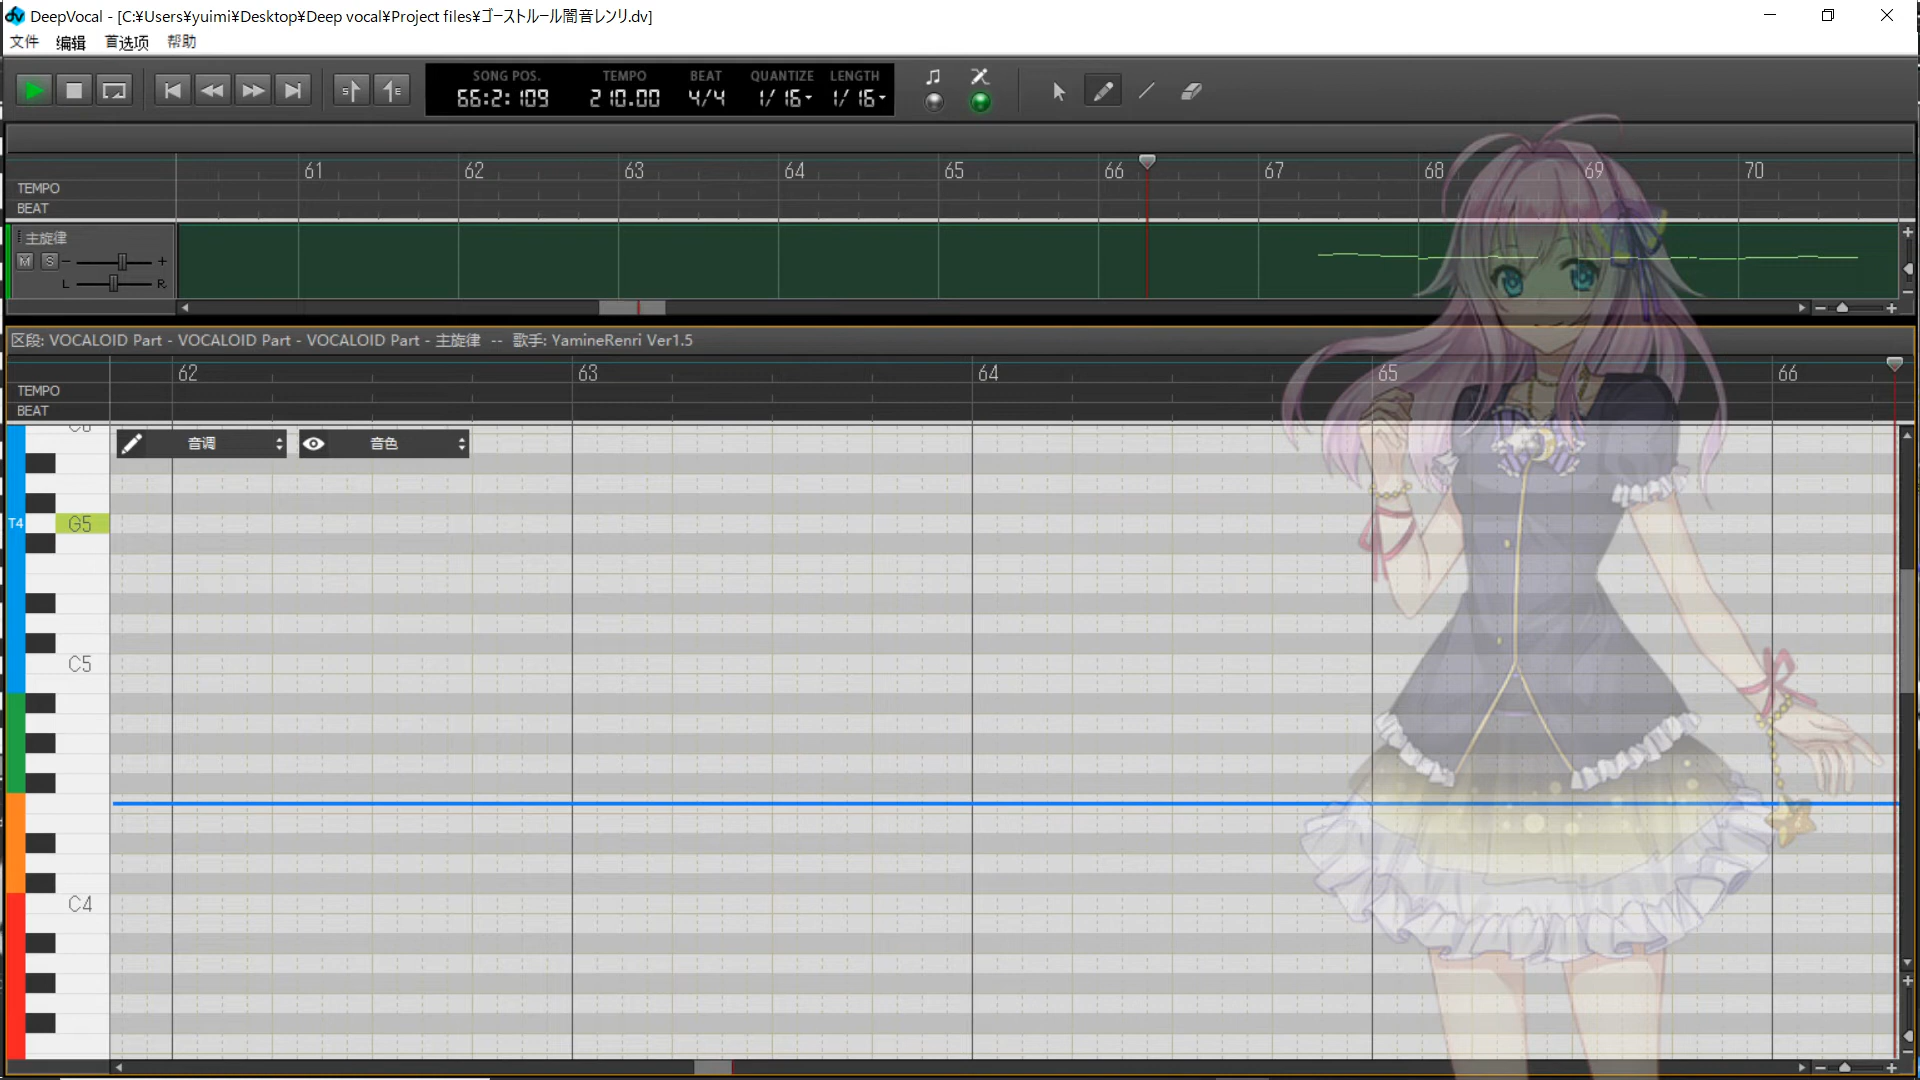 DeepVocal - [C:¥Users¥yuimi¥Desktop¥Deep vocal¥Project files¥ゴーストルール闇音レンリ.dv]
文件 编辑 首选项 帮助
SONG POS. TEMPO BEAT QUANTIZE LENGTH
66:2:109 210.00 4/4 1/16 1/16
S E
61 62 63 64 65 66 67 68 69 70
TEMPO
BEAT
主旋律
M S - +
L R
区段: VOCALOID Part - VOCALOID Part - VOCALOID Part - 主旋律 -- 歌手: YamineRenri Ver1.5
62 63 64 65 66
TEMPO
BEAT
音调 音色
T4 G5
C5
C4